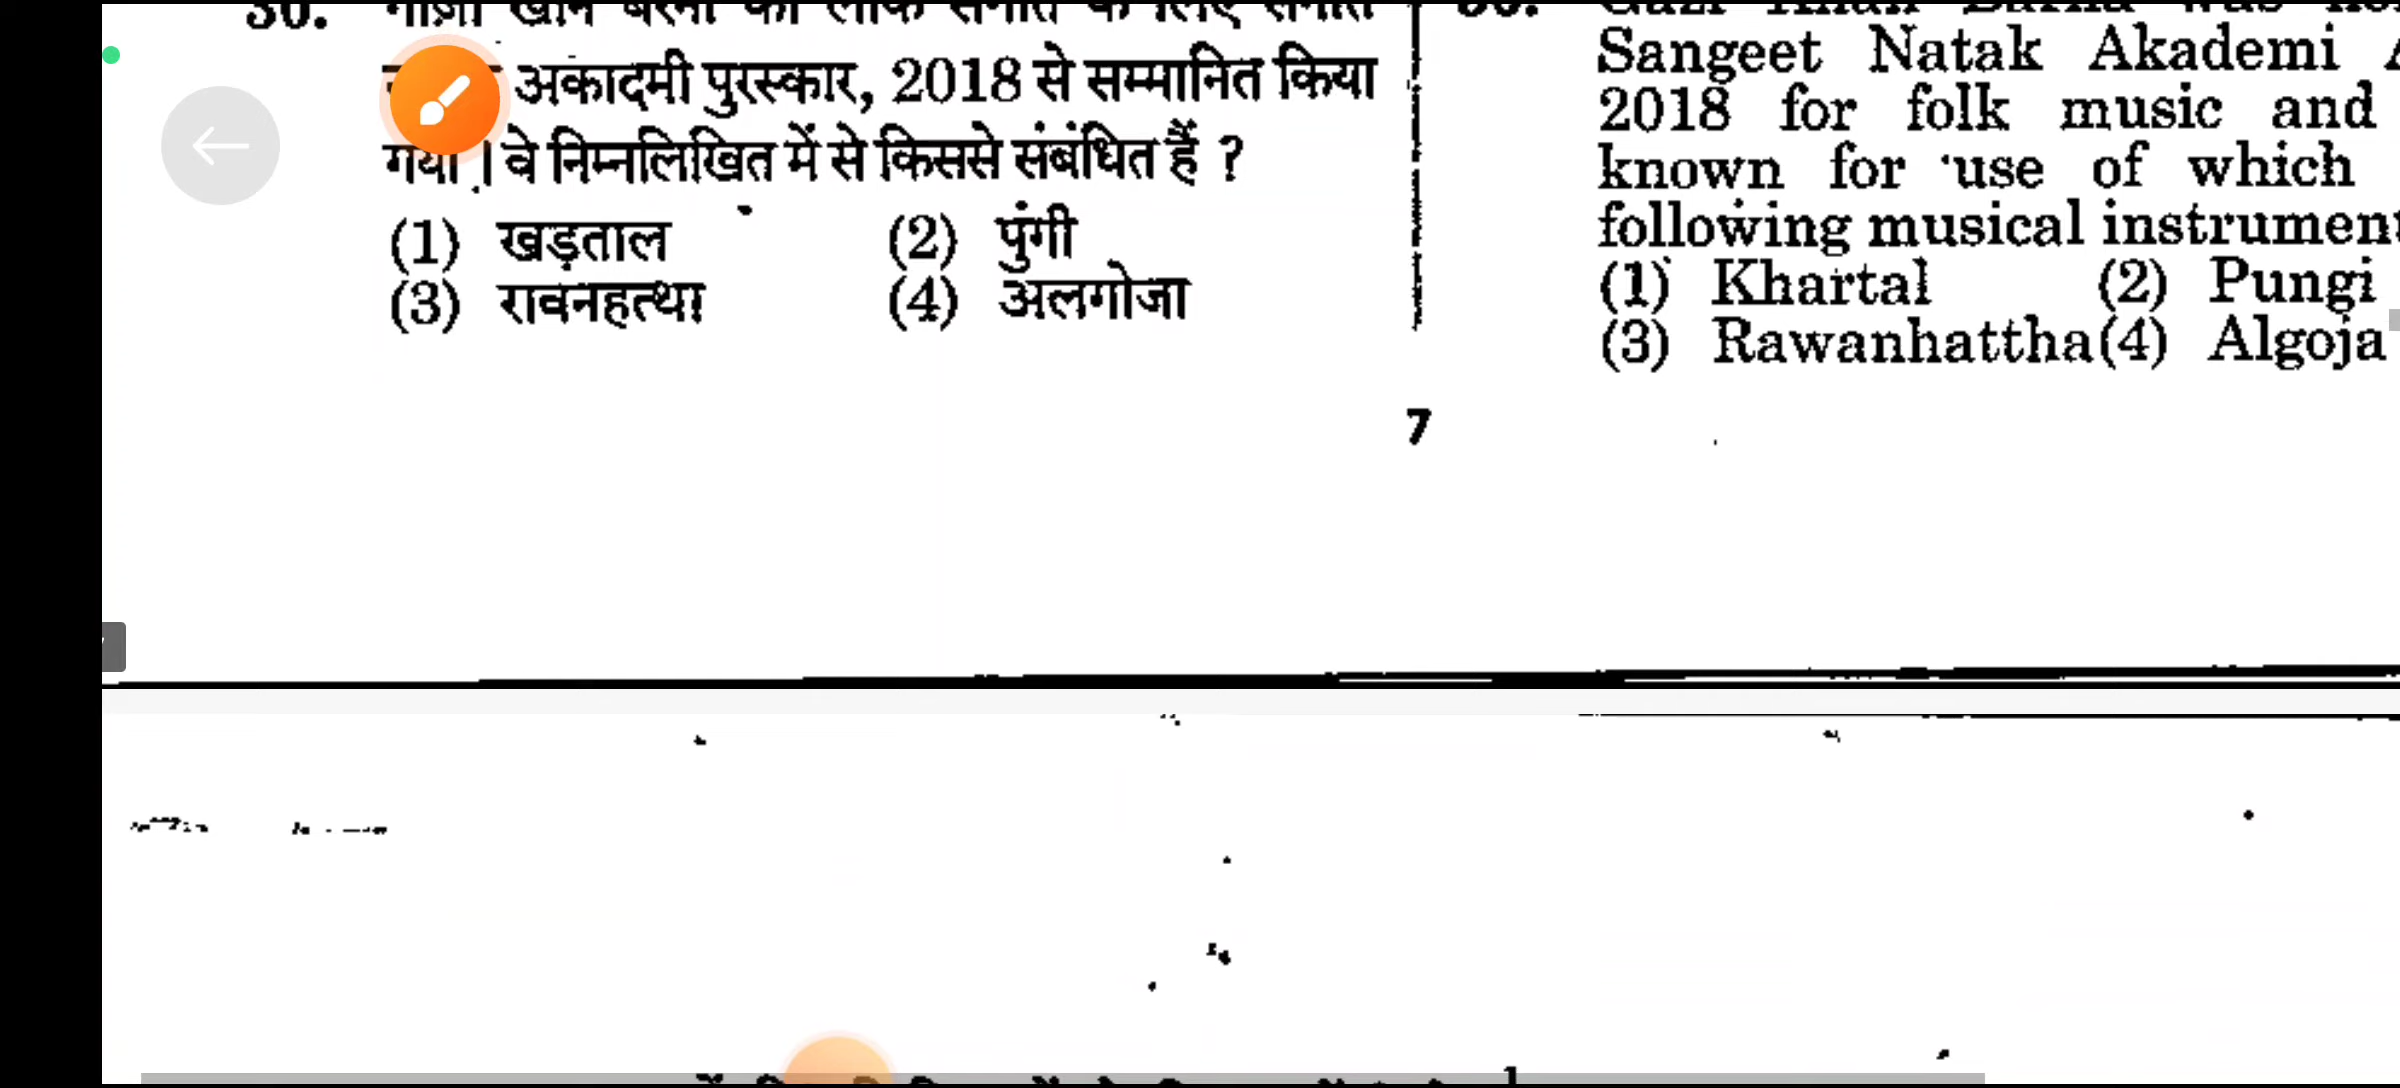 30.
अकादमी पुरस्कार, 2018 से सम्मानित किया
गया । वे निम्नलिखित में से किससे संबंधित हैं ?
(1) खड़ताल (2) पुंगी
(3) रावनहत्था (4) अलगोजा
Sangeet Natak Akademi
2018 for folk music and
known for use of which
following musical instrument
(1) Khartal (2) Pungi
(3) Rawanhattha (4) Algoja
7